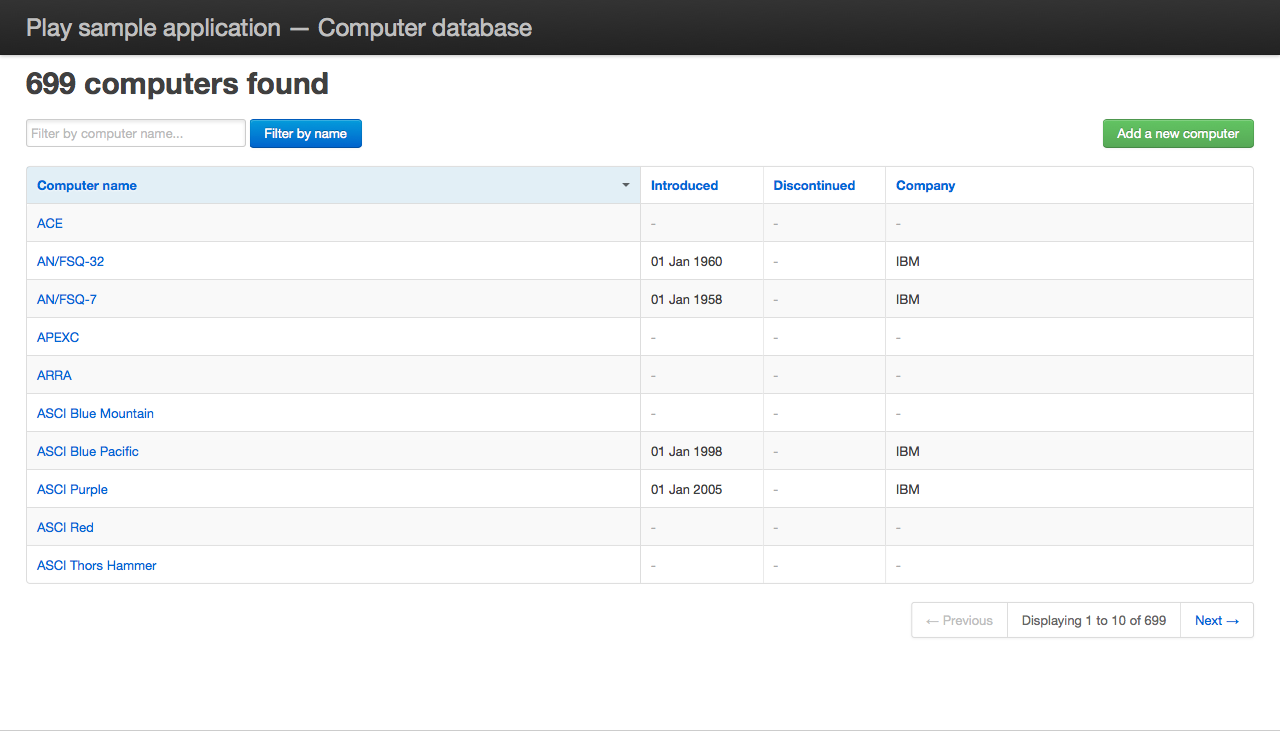 Play sample application — Computer database
699 computers found
Filter by computer name... Filter by name Add a new computer
Computer name Introduced Discontinued Company
ACE - - -
AN/FSQ-32 01 Jan 1960 - IBM
AN/FSQ-7 01 Jan 1958 - IBM
APEXC - - -
ARRA - - -
ASCI Blue Mountain - - -
ASCI Blue Pacific 01 Jan 1998 - IBM
ASCI Purple 01 Jan 2005 - IBM
ASCI Red - - -
ASCI Thors Hammer - - -
← Previous Displaying 1 to 10 of 699 Next →